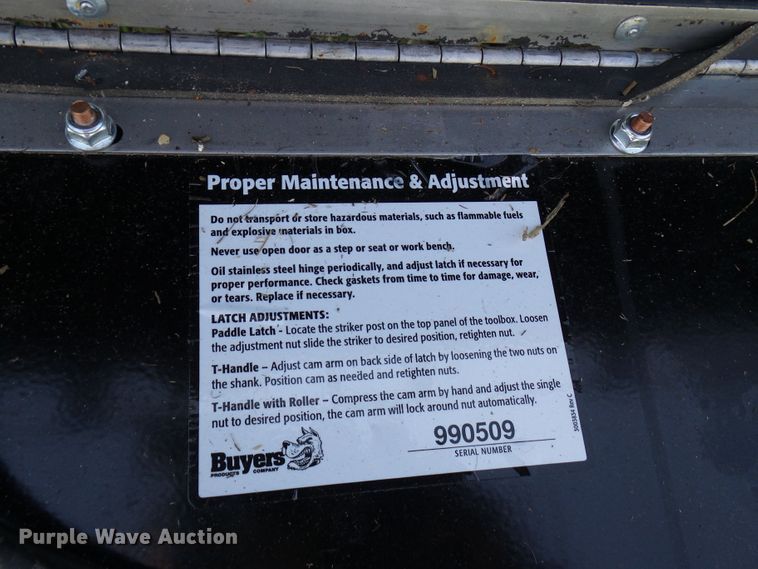 Proper Maintenance & Adjustment
Do not transport or store hazardous materials, such as flammable fuels
and explosive materials in box.
Never use open door as a step or seat or work bench.
Oil stainless steel hinge periodically, and adjust latch if necessary for
proper performance. Check gaskets from time to time for damage, wear,
or tears. Replace if necessary.
LATCH ADJUSTMENTS:
Paddle Latch - Locate the striker post on the top panel of the toolbox. Loosen
the adjustment nut slide the striker to desired position, retighten nut.
T-Handle – Adjust cam arm on back side of latch by loosening the two nuts on
the shank. Position cam as needed and retighten nuts.
T-Handle with Roller – Compress the cam arm by hand and adjust the single
nut to desired position, the cam arm will lock around nut automatically.
3003834 Rev C
Buyers
PRODUCTS COMPANY
990509
SERIAL NUMBER
Purple Wave Auction